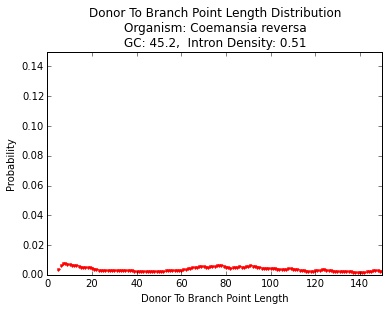 Donor To Branch Point Length Distribution
Organism: Coemansia reversa
GC: 45.2,  Intron Density: 0.51
0.14
0.12
0.10
0.08
0.06
0.04
0.02
0.00
Probability
0 20 40 60 80 100 120 140
Donor To Branch Point Length